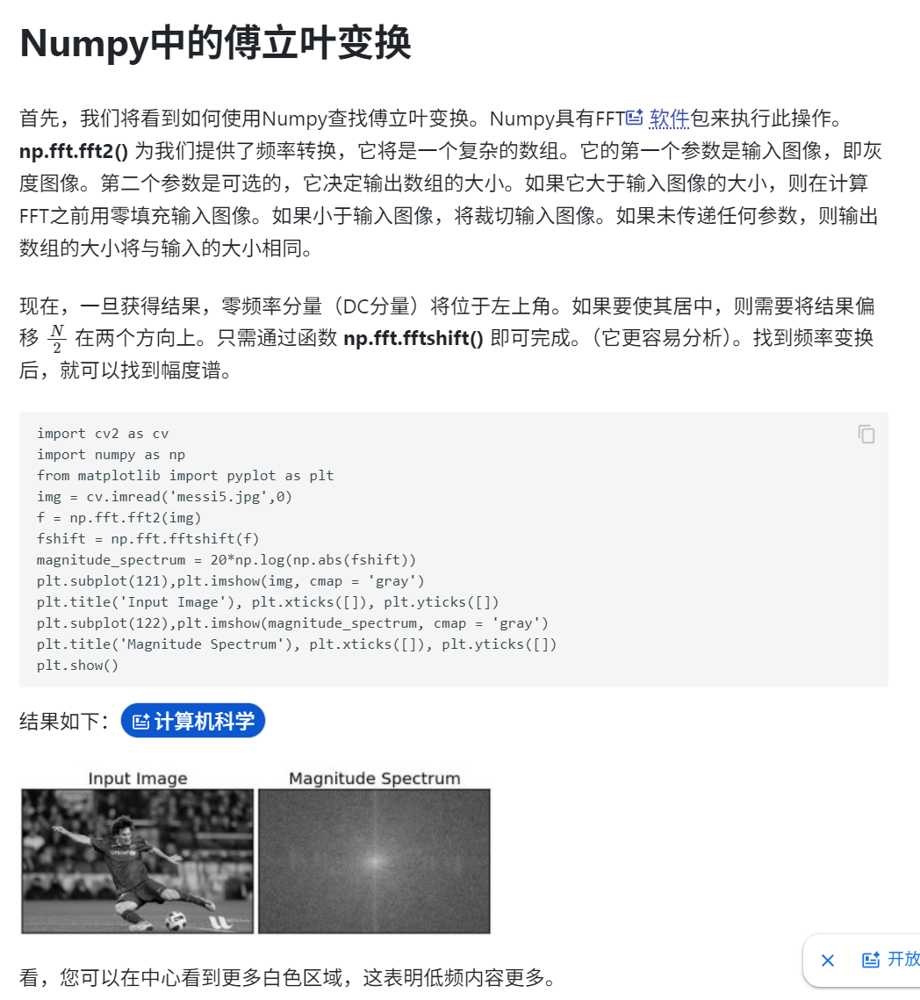 Numpy中的傅立叶变换
首先，我们将看到如何使用Numpy查找傅立叶变换。Numpy具有FFT 软件包来执行此操作。
np.fft.fft2() 为我们提供了频率转换，它将是一个复杂的数组。它的第一个参数是输入图像，即灰
度图像。第二个参数是可选的，它决定输出数组的大小。如果它大于输入图像的大小，则在计算
FFT之前用零填充输入图像。如果小于输入图像，将裁切输入图像。如果未传递任何参数，则输出
数组的大小将与输入的大小相同。
现在，一旦获得结果，零频率分量（DC分量）将位于左上角。如果要使其居中，则需要将结果偏
移 N/2 在两个方向上。只需通过函数 np.fft.fftshift() 即可完成。（它更容易分析）。找到频率变换
后，就可以找到幅度谱。
import cv2 as cv
import numpy as np
from matplotlib import pyplot as plt
img = cv.imread('messi5.jpg',0)
f = np.fft.fft2(img)
fshift = np.fft.fftshift(f)
magnitude_spectrum = 20*np.log(np.abs(fshift))
plt.subplot(121),plt.imshow(img, cmap = 'gray')
plt.title('Input Image'), plt.xticks([]), plt.yticks([])
plt.subplot(122),plt.imshow(magnitude_spectrum, cmap = 'gray')
plt.title('Magnitude Spectrum'), plt.xticks([]), plt.yticks([])
plt.show()
结果如下： 计算机科学
Input Image Magnitude Spectrum
unicef
看，您可以在中心看到更多白色区域，这表明低频内容更多。
开放